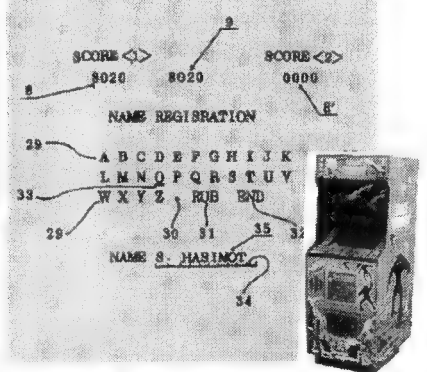 9
SCORE <1> SCORE <2>
8020 8020 0000
8 8'
NAME REGISRATION
29 A B C D E F G H I J K
L M N O P Q R S T U V
33
W X Y Z . RUB END
29 30 31 32
35
NAME S. HASIMOT
34